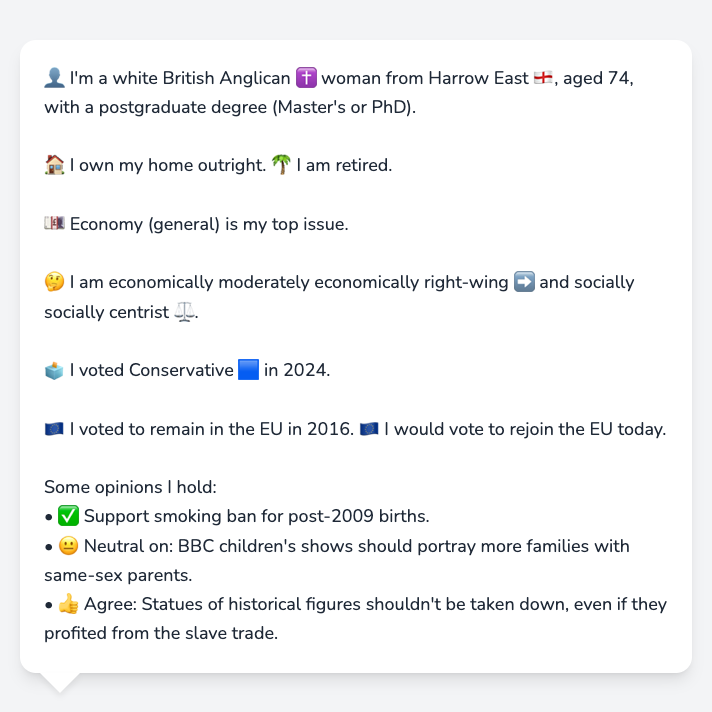 👤 I'm a white British Anglican ✝️ woman from Harrow East 🏴󠁧󠁢󠁥󠁮󠁧󠁿, aged 74,
with a postgraduate degree (Master's or PhD).
🏠 I own my home outright. 🌴 I am retired.
💷 Economy (general) is my top issue.
🤔 I am economically moderately economically right-wing ➡️ and socially
socially centrist ⚖️.
🗳️ I voted Conservative 🟦 in 2024.
🇪🇺 I voted to remain in the EU in 2016. 🇪🇺 I would vote to rejoin the EU today.
Some opinions I hold:
• ✅ Support smoking ban for post-2009 births.
• 😐 Neutral on: BBC children's shows should portray more families with
same-sex parents.
• 👍 Agree: Statues of historical figures shouldn't be taken down, even if they
profited from the slave trade.